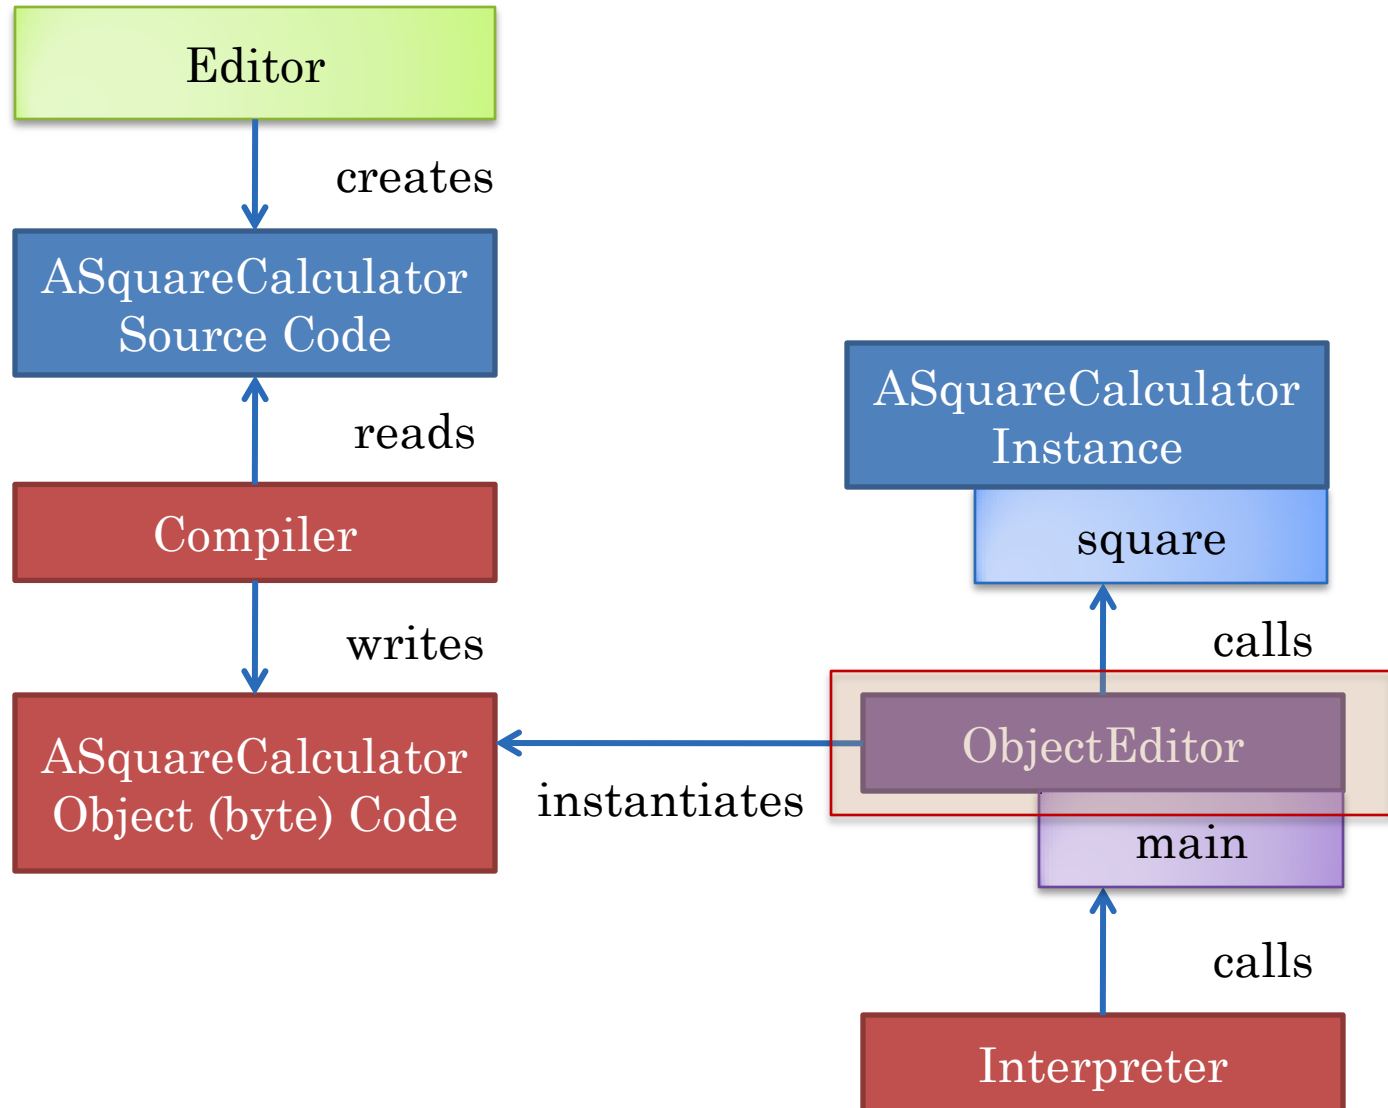 Editor
creates
ASquareCalculator
Source Code
reads
Compiler
writes
ASquareCalculator
Object (byte) Code
instantiates
ASquareCalculator
Instance
square
calls
ObjectEditor
main
calls
Interpreter